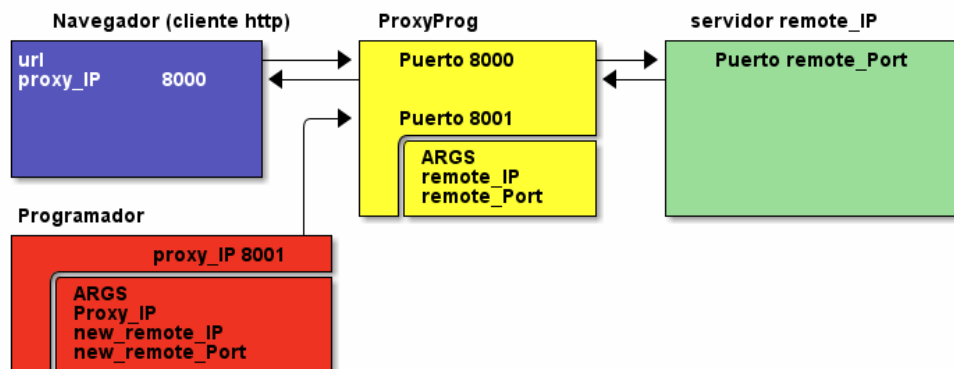 Navegador (cliente http)
url
proxy_IP 8000
ProxyProg
Puerto 8000
Puerto 8001
ARGS
remote_IP
remote_Port
servidor remote_IP
Puerto remote_Port
Programador
proxy_IP 8001
ARGS
Proxy_IP
new_remote_IP
new_remote_Port